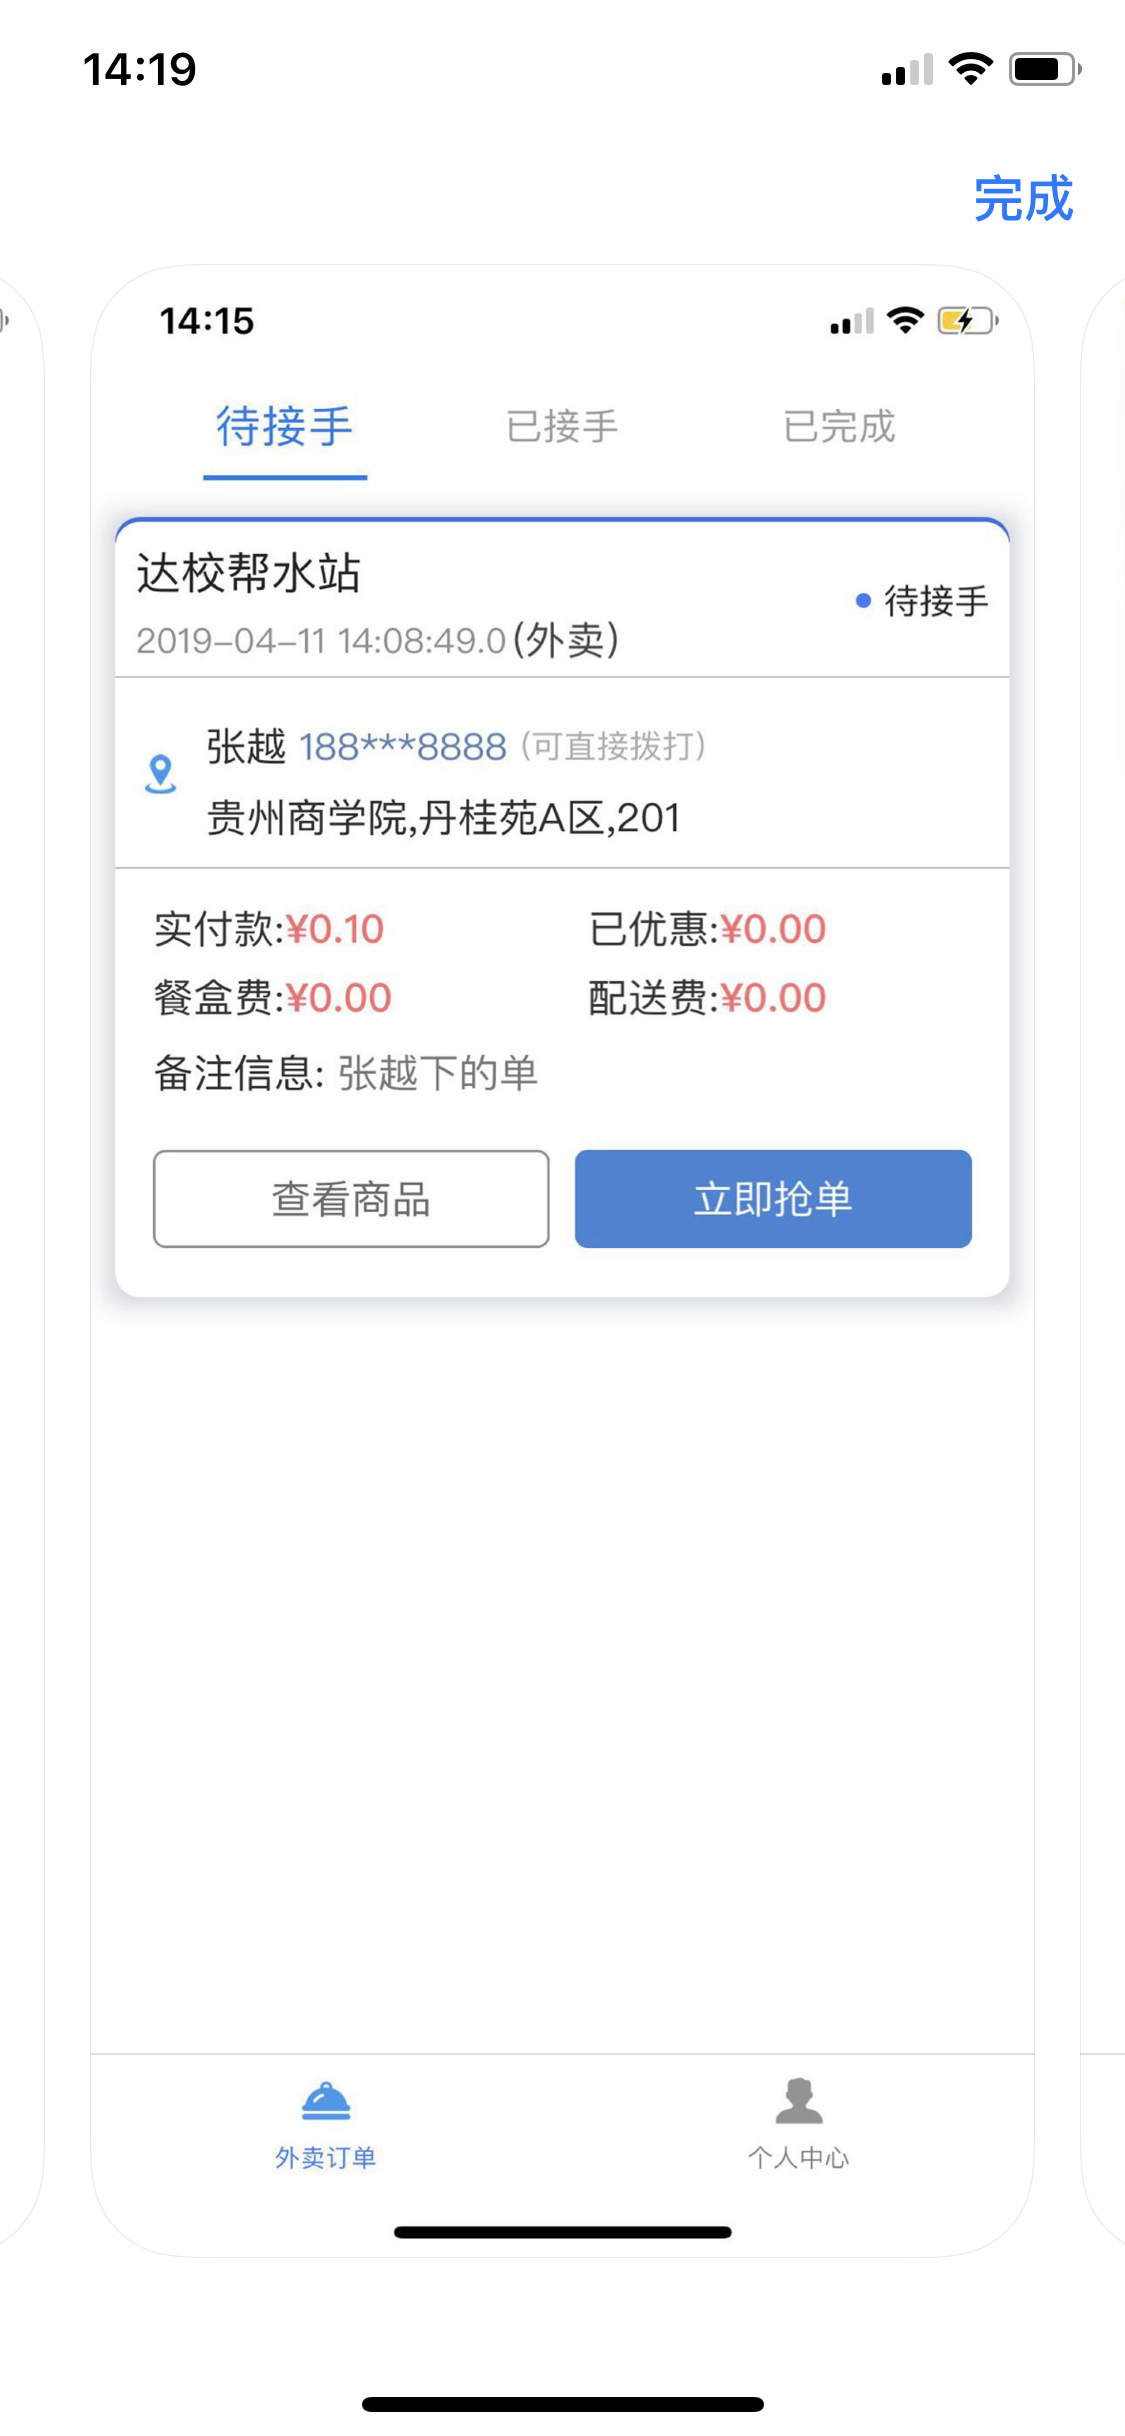 14:19
完成
14:15
待接手 已接手 已完成
达校帮水站
待接手
2019-04-11 14:08:49.0(外卖)
张越 188***8888 (可直接拨打)
贵州商学院,丹桂苑A区,201
实付款:¥0.10 已优惠:¥0.00
餐盒费:¥0.00 配送费:¥0.00
备注信息: 张越下的单
查看商品 立即抢单
外卖订单 个人中心